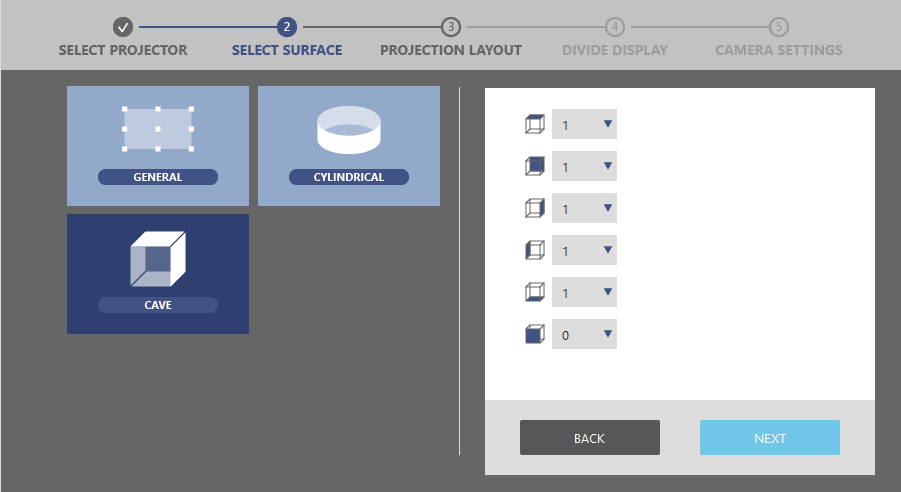 2 3 4 5
SELECT PROJECTOR SELECT SURFACE PROJECTION LAYOUT DIVIDE DISPLAY CAMERA SETTINGS
GENERAL CYLINDRICAL
CAVE
1
1
1
1
1
0
BACK NEXT